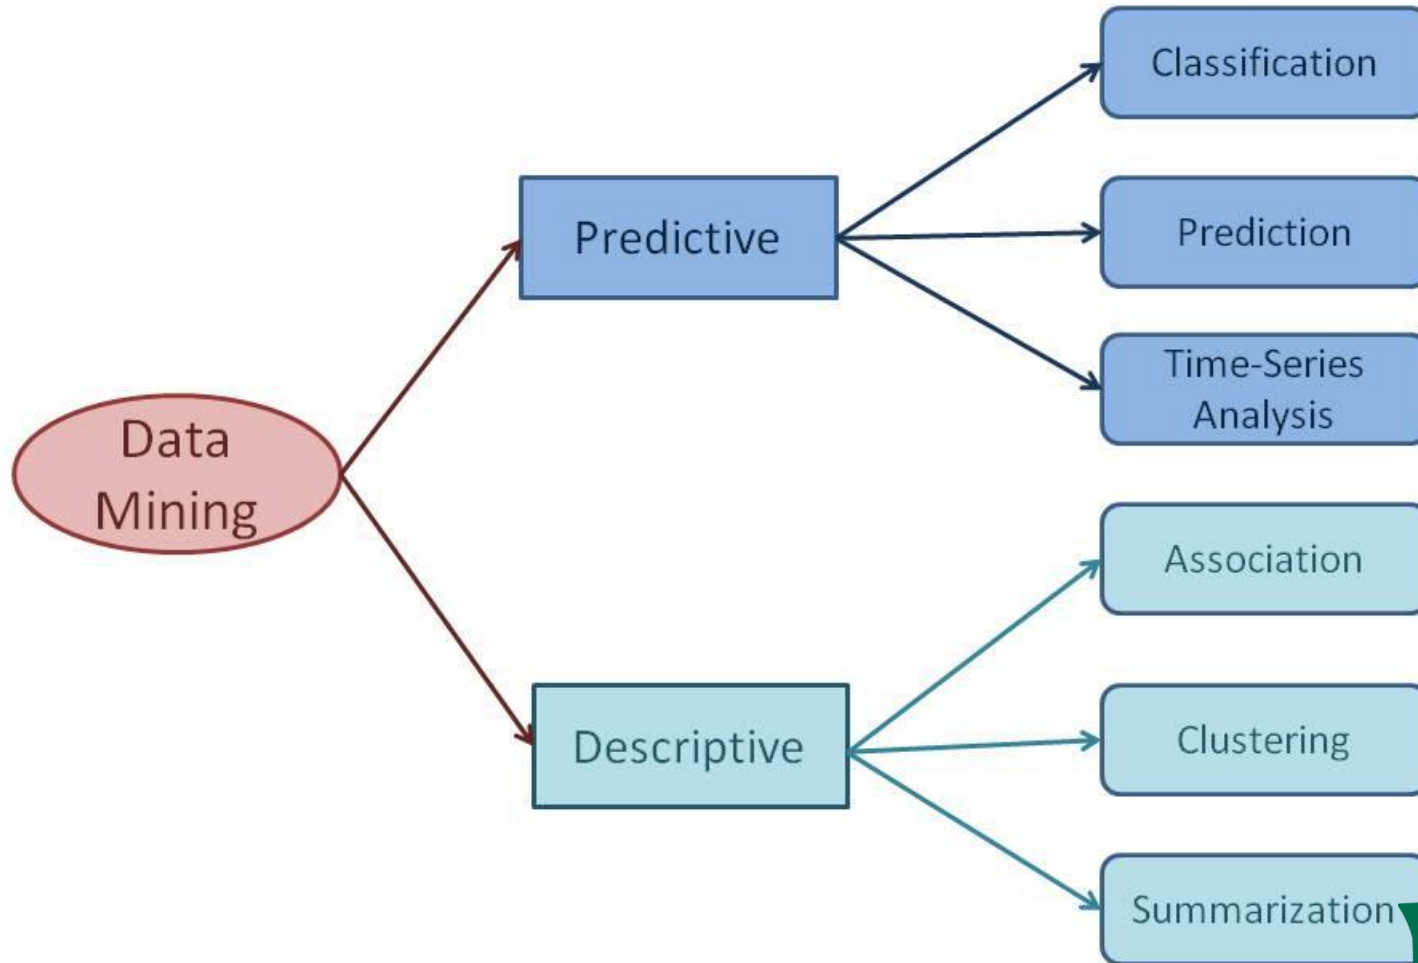 Classification
Predictive
Prediction
Time-Series
Analysis
Data
Mining
Association
Descriptive
Clustering
Summarization